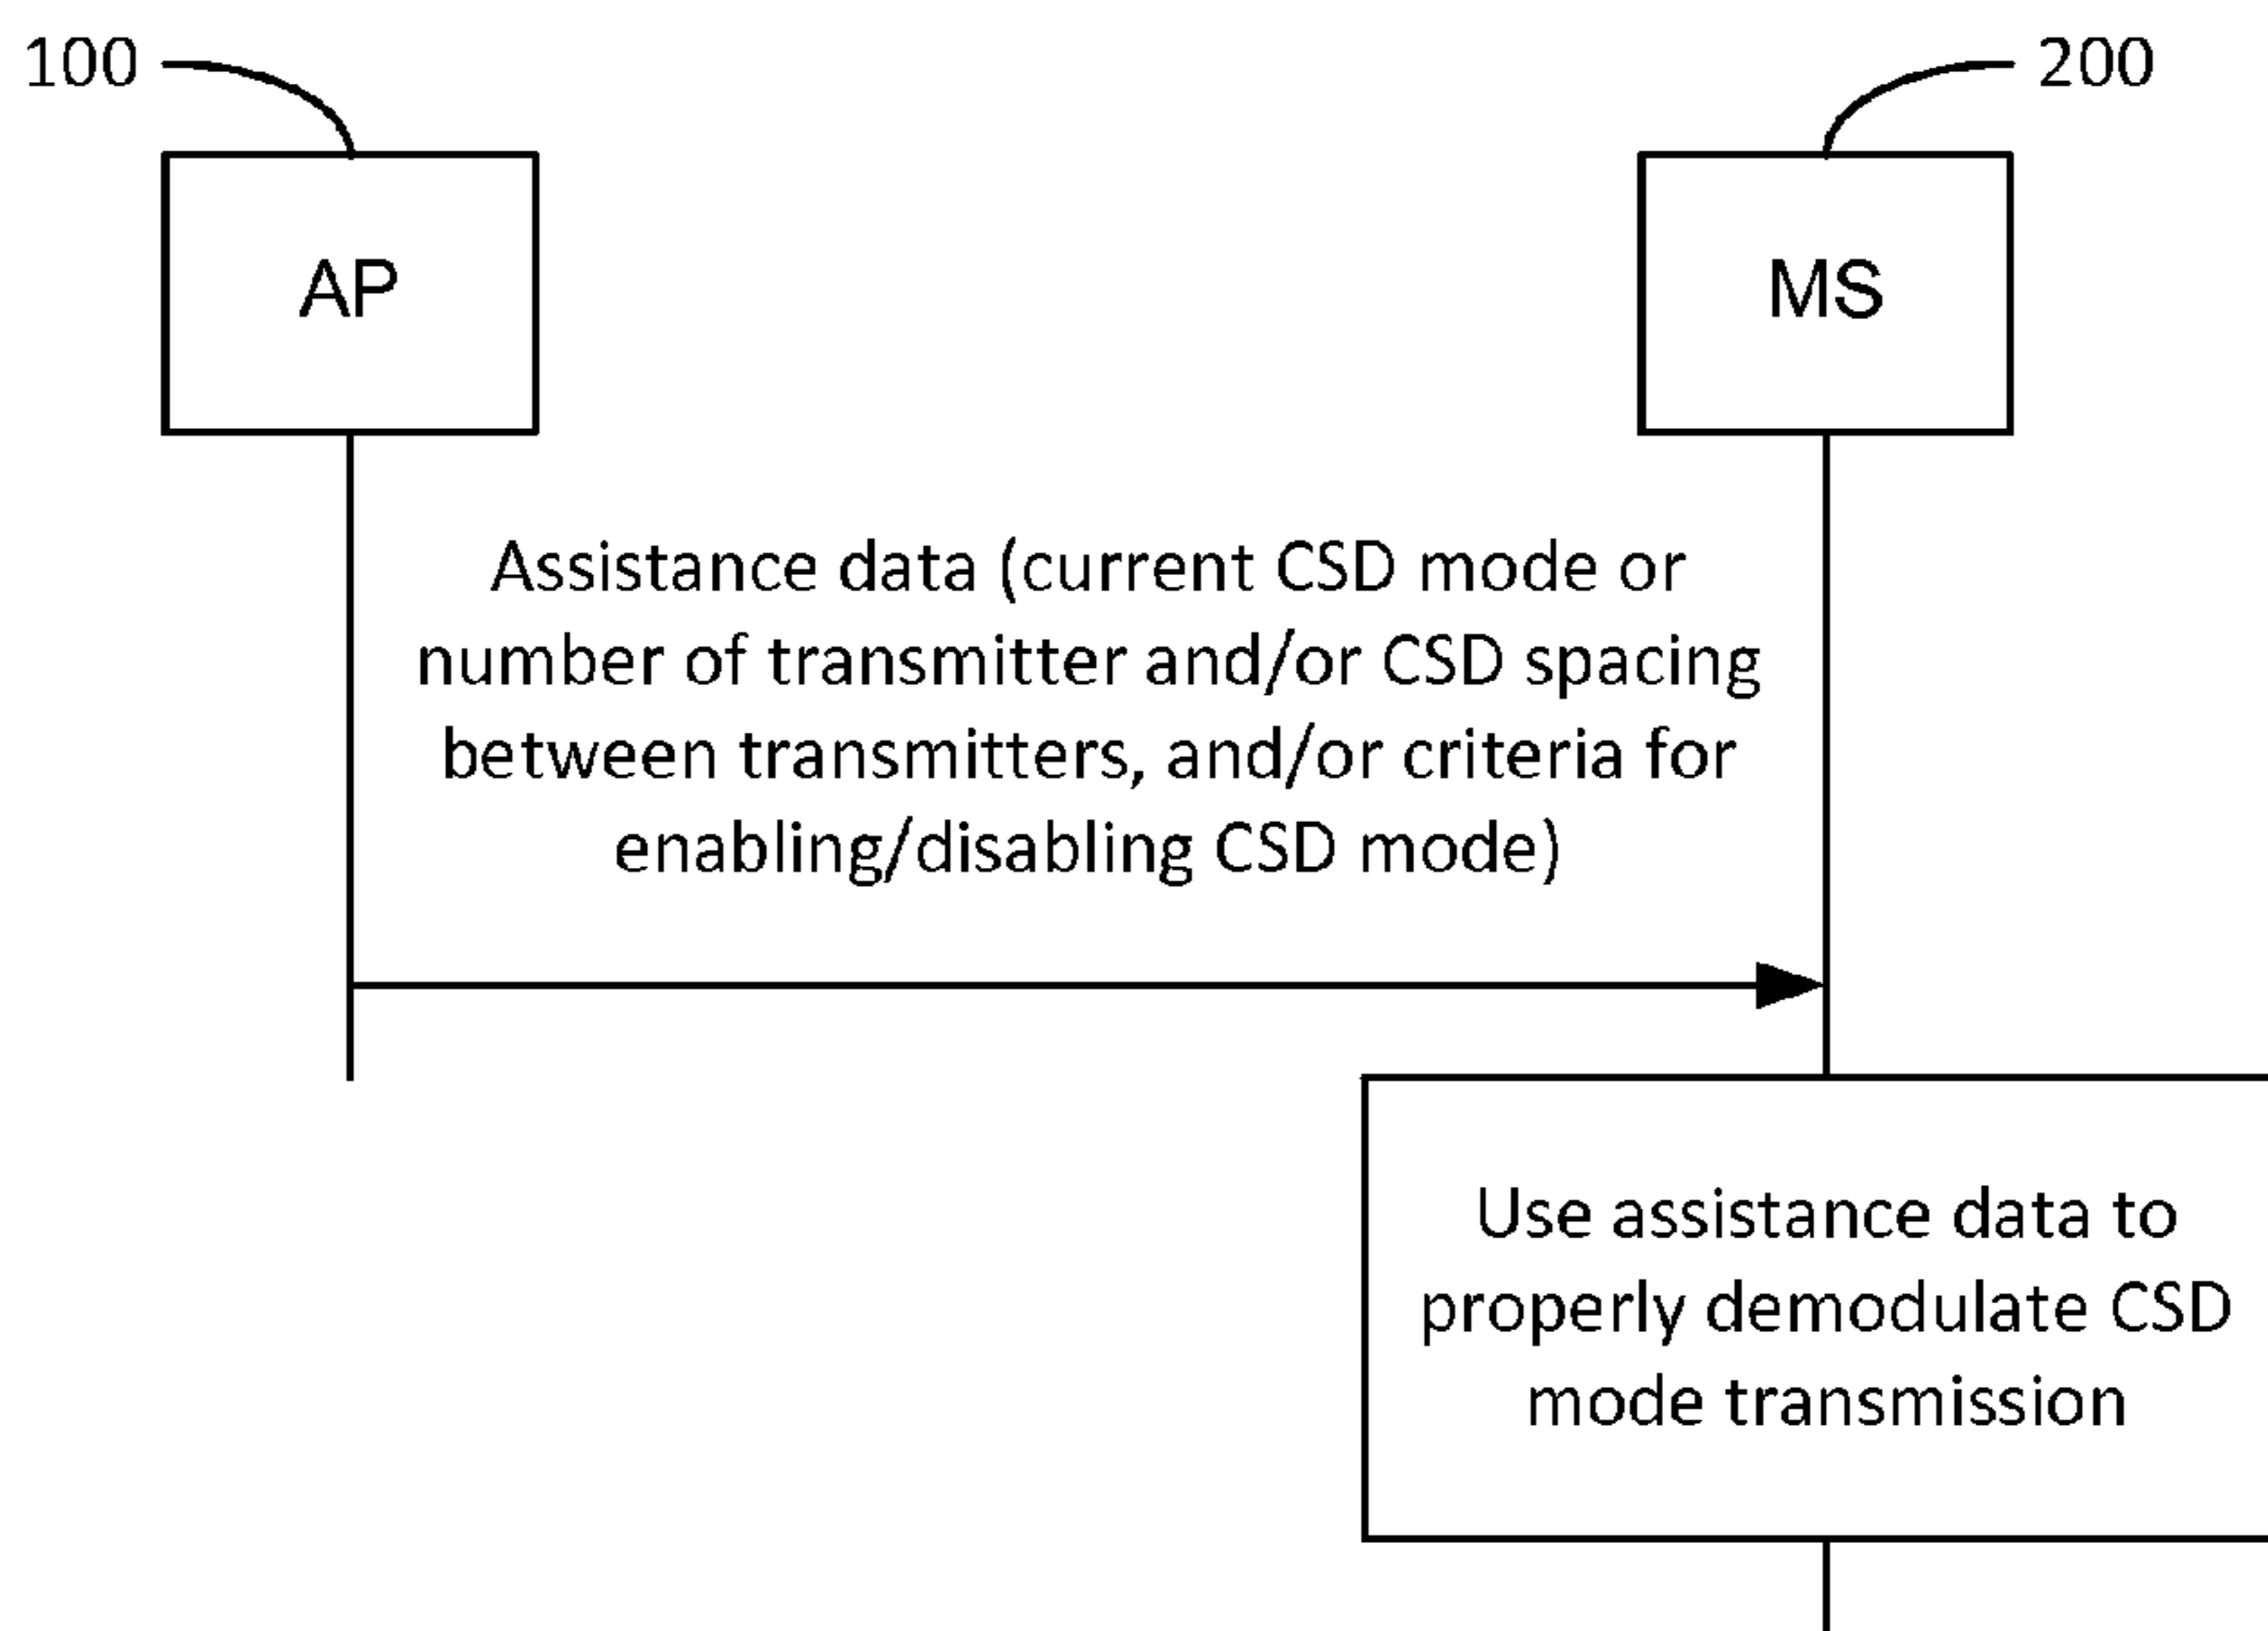 100
200
AP
MS
Assistance data (current CSD mode or
number of transmitter and/or CSD spacing
between transmitters, and/or criteria for
enabling/disabling CSD mode)
Use assistance data to
properly demodulate CSD
mode transmission